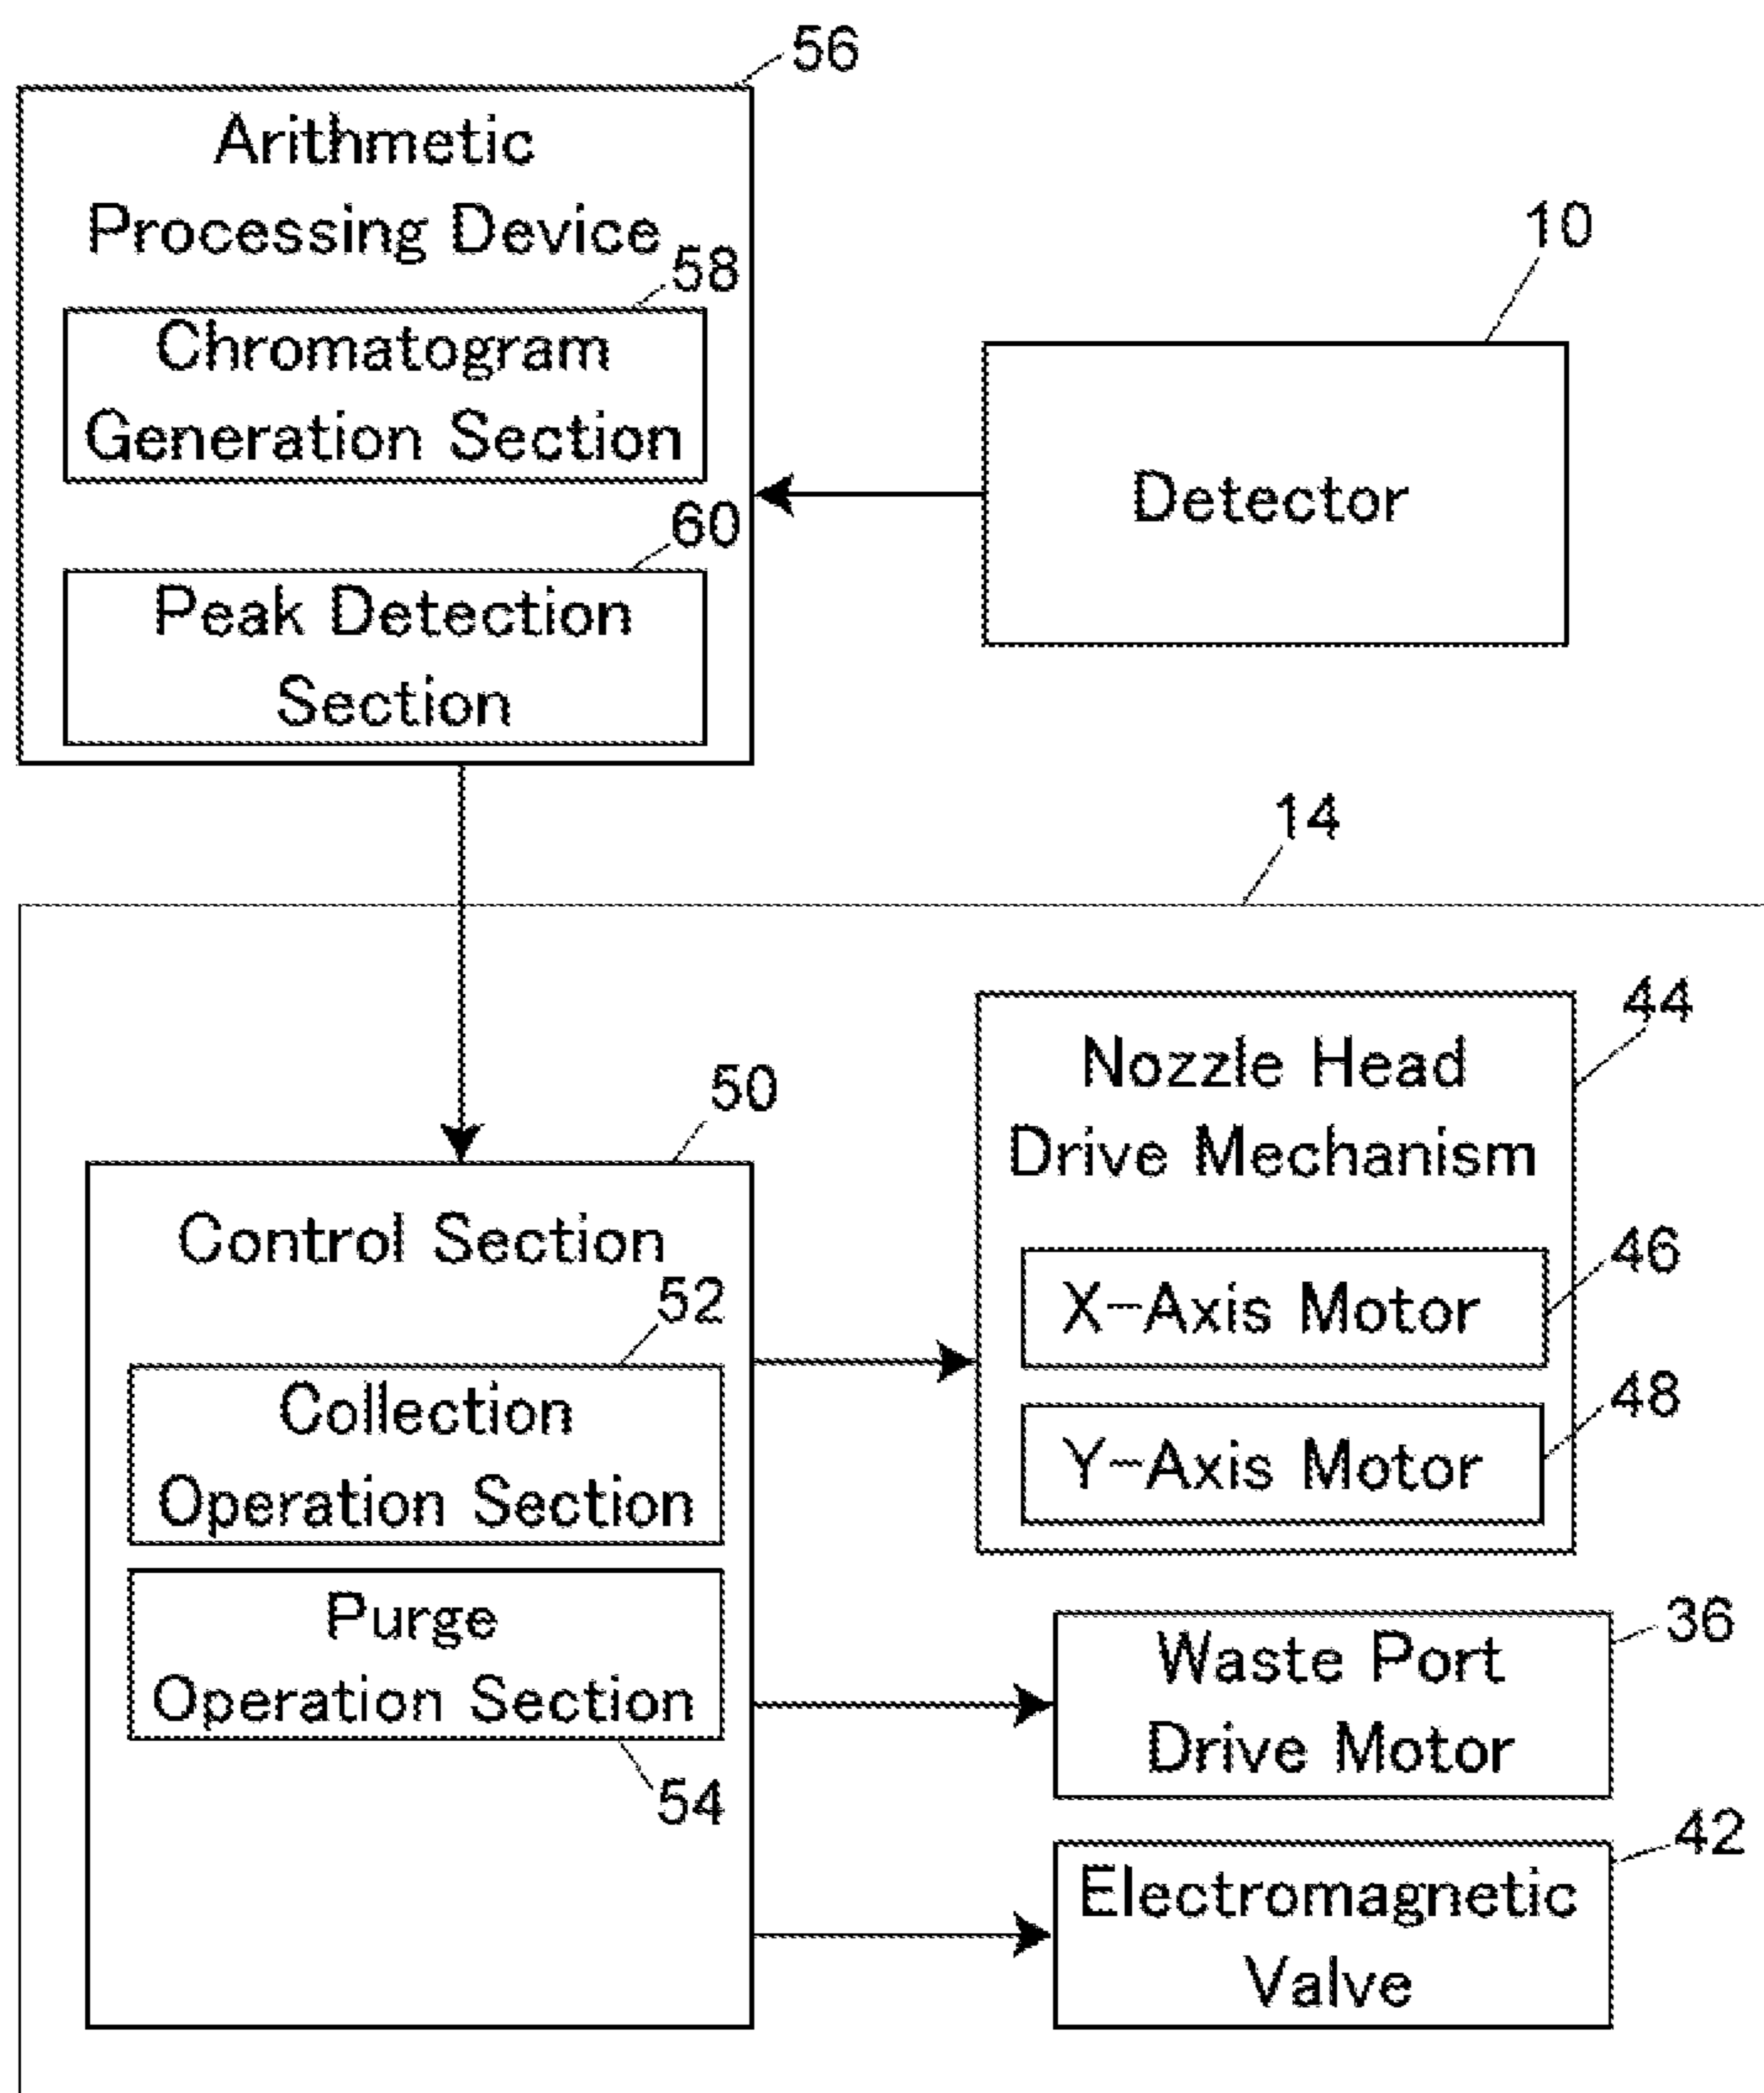 56
Arithmetic
Processing Device
58
Chromatogram
Generation Section
60
Peak Detection
Section
10
Detector
14
50
Control Section
52
Collection
Operation Section
Purge
Operation Section
54
44
Nozzle Head
Drive Mechanism
46
X-Axis Motor
48
Y-Axis Motor
36
Waste Port
Drive Motor
42
Electromagnetic
Valve